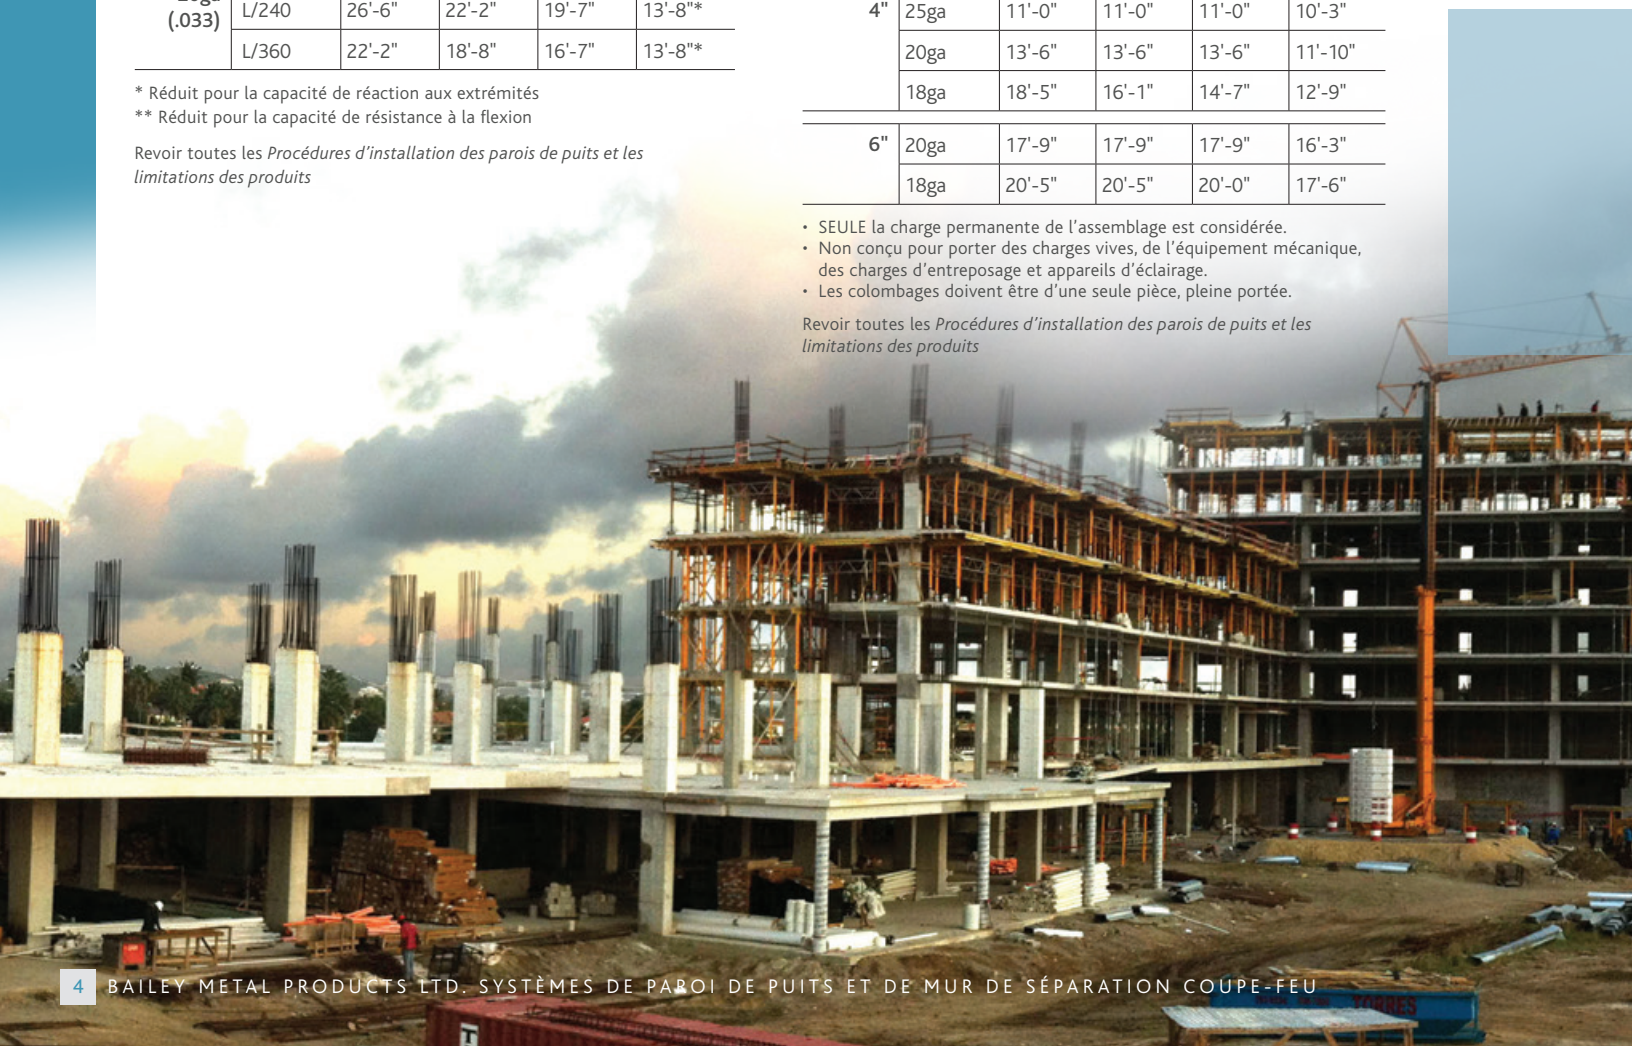 (.033)
L/240 26'-6" 22'-2" 19'-7" 13'-8"*
L/360 22'-2" 18'-8" 16'-7" 13'-8"*
* Réduit pour la capacité de réaction aux extrémités
** Réduit pour la capacité de résistance à la flexion
Revoir toutes les Procédures d’installation des parois de puits et les
limitations des produits
4" 25ga 11'-0" 11'-0" 11'-0" 10'-3"
20ga 13'-6" 13'-6" 13'-6" 11'-10"
18ga 18'-5" 16'-1" 14'-7" 12'-9"
6" 20ga 17'-9" 17'-9" 17'-9" 16'-3"
18ga 20'-5" 20'-5" 20'-0" 17'-6"
• SEULE la charge permanente de l’assemblage est considérée.
• Non conçu pour porter des charges vives, de l’équipement mécanique,
des charges d’entreposage et appareils d’éclairage.
• Les colombages doivent être d’une seule pièce, pleine portée.
Revoir toutes les Procédures d’installation des parois de puits et les
limitations des produits
4 BAILEY METAL PRODUCTS LTD. SYSTÈMES DE PAROI DE PUITS ET DE MUR DE SÉPARATION COUPE-FEU
TORRES
T